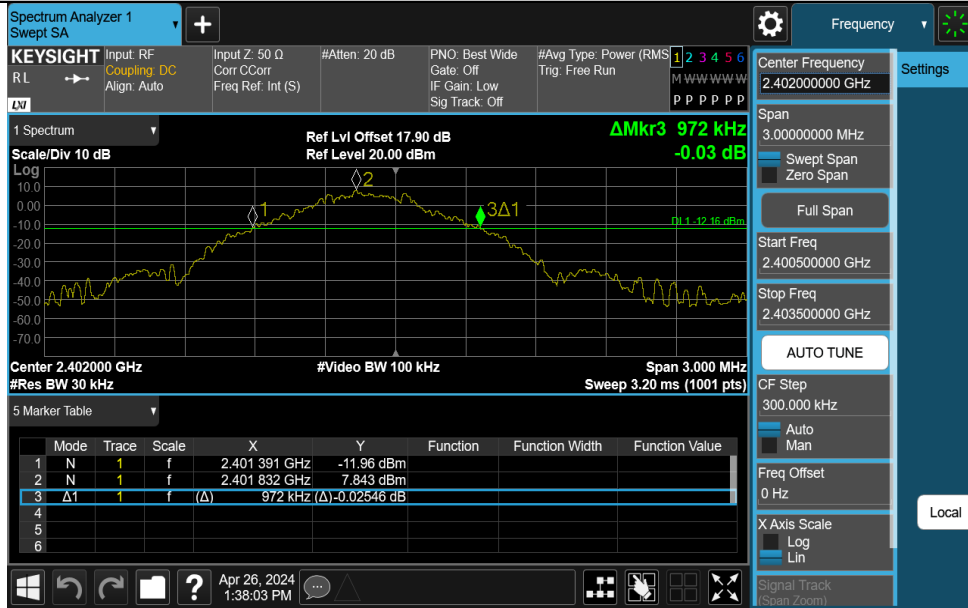 Spectrum Analyzer 1
Swept SA
+
Frequency
KEYSIGHT
RL
LXI
Input: RF
Coupling: DC
Align: Auto
Input Z: 50 Ω
Corr CCorr
Freq Ref: Int (S)
#Atten: 20 dB
PNO: Best Wide
Gate: Off
IF Gain: Low
Sig Track: Off
#Avg Type: Power (RMS
Trig: Free Run
1 2 3 4 5 6
M W W W W W
P P P P P P
1 Spectrum
Scale/Div 10 dB
Ref Lvl Offset 17.90 dB
Ref Level 20.00 dBm
ΔMkr3 972 kHz
-0.03 dB
Log
10.0
0.00
-10.0
-20.0
-30.0
-40.0
-50.0
-60.0
-70.0
1
2
3Δ1
DL1 -12.16 dBm
Center 2.402000 GHz
#Video BW 100 kHz
Span 3.000 MHz
#Res BW 30 kHz
Sweep 3.20 ms (1001 pts)
5 Marker Table
Mode Trace Scale X Y Function Function Width Function Value
1 N 1 f 2.401 391 GHz -11.96 dBm
2 N 1 f 2.401 832 GHz 7.843 dBm
3 Δ1 1 f (Δ) 972 kHz (Δ) -0.02546 dB
4
5
6
?
Apr 26, 2024
1:38:03 PM
Center Frequency
2.402000000 GHz
Span
3.00000000 MHz
Swept Span
Zero Span
Full Span
Start Freq
2.400500000 GHz
Stop Freq
2.403500000 GHz
AUTO TUNE
CF Step
300.000 kHz
Auto
Man
Freq Offset
0 Hz
X Axis Scale
Log
Lin
Signal Track
(Span Zoom)
Settings
Local